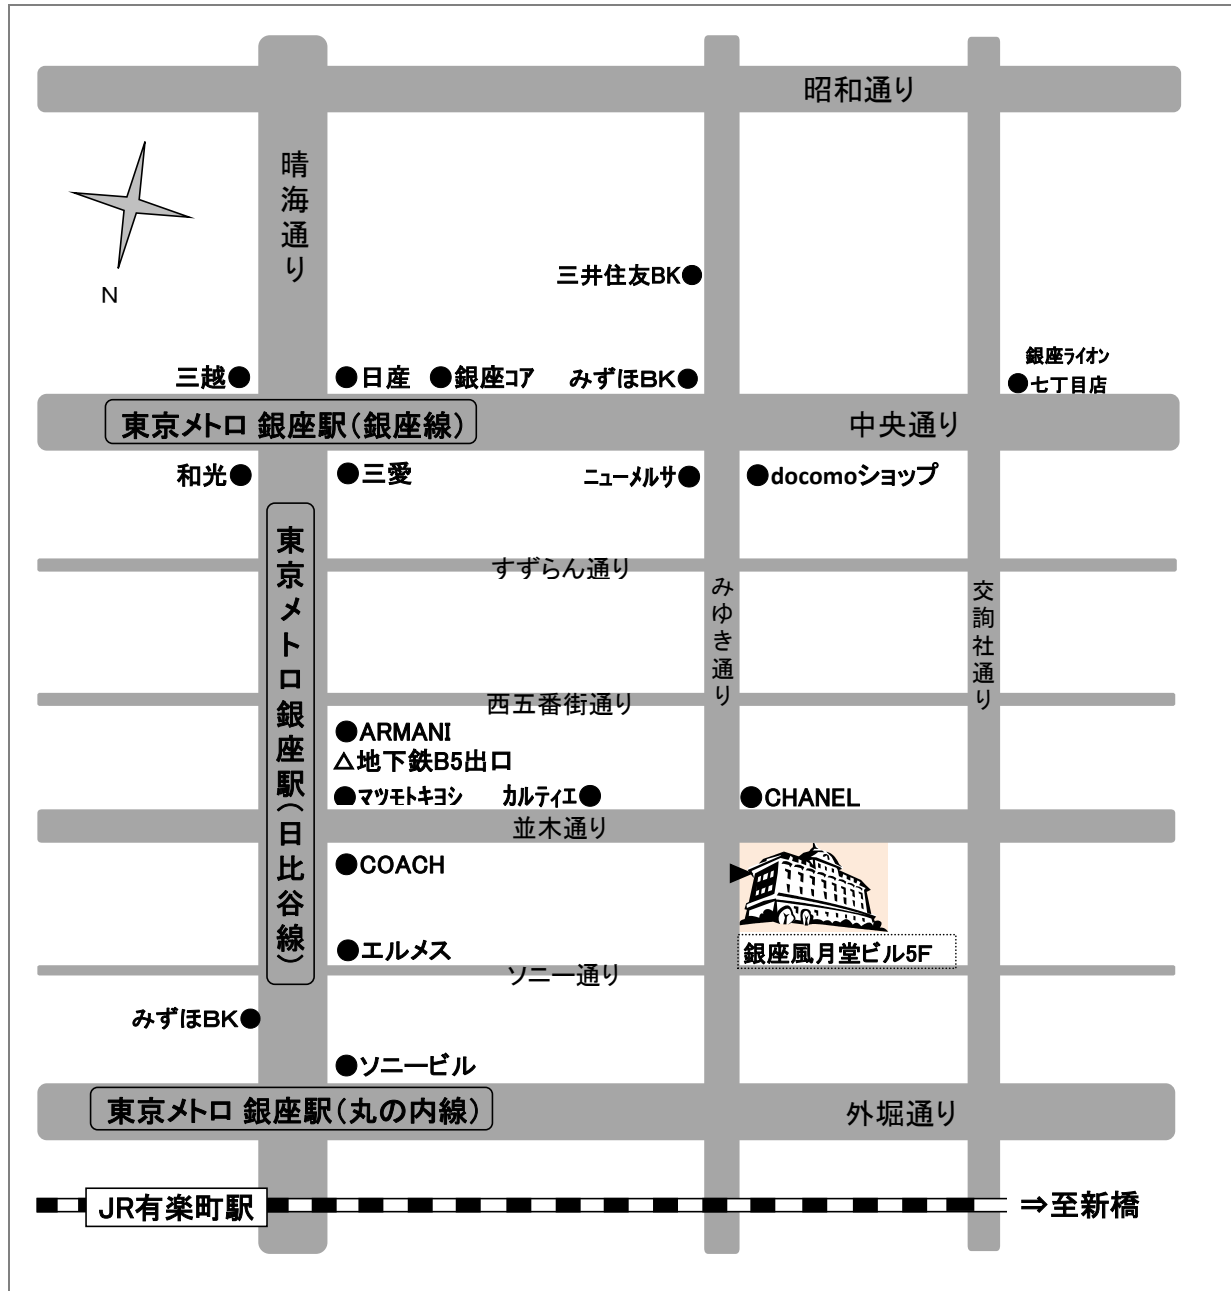 昭和通り
晴海通り
N
三井住友BK●
銀座ライオン
三越●
●日産
●銀座コア
みずほBK●
●七丁目店
東京メトロ 銀座駅(銀座線)
中央通り
和光●
●三愛
ニューメルサ●
●docomoショップ
東京メトロ銀座駅(日比谷線)
すずらん通り
みゆき通り
交詢社通り
西五番街通り
●ARMANI
△地下鉄B5出口
●マツモトキヨシ
カルティエ●
●CHANEL
並木通り
●COACH
●エルメス
銀座風月堂ビル5F
ソニー通り
みずほBK●
●ソニービル
東京メトロ 銀座駅(丸の内線)
外堀通り
JR有楽町駅
⇒至新橋